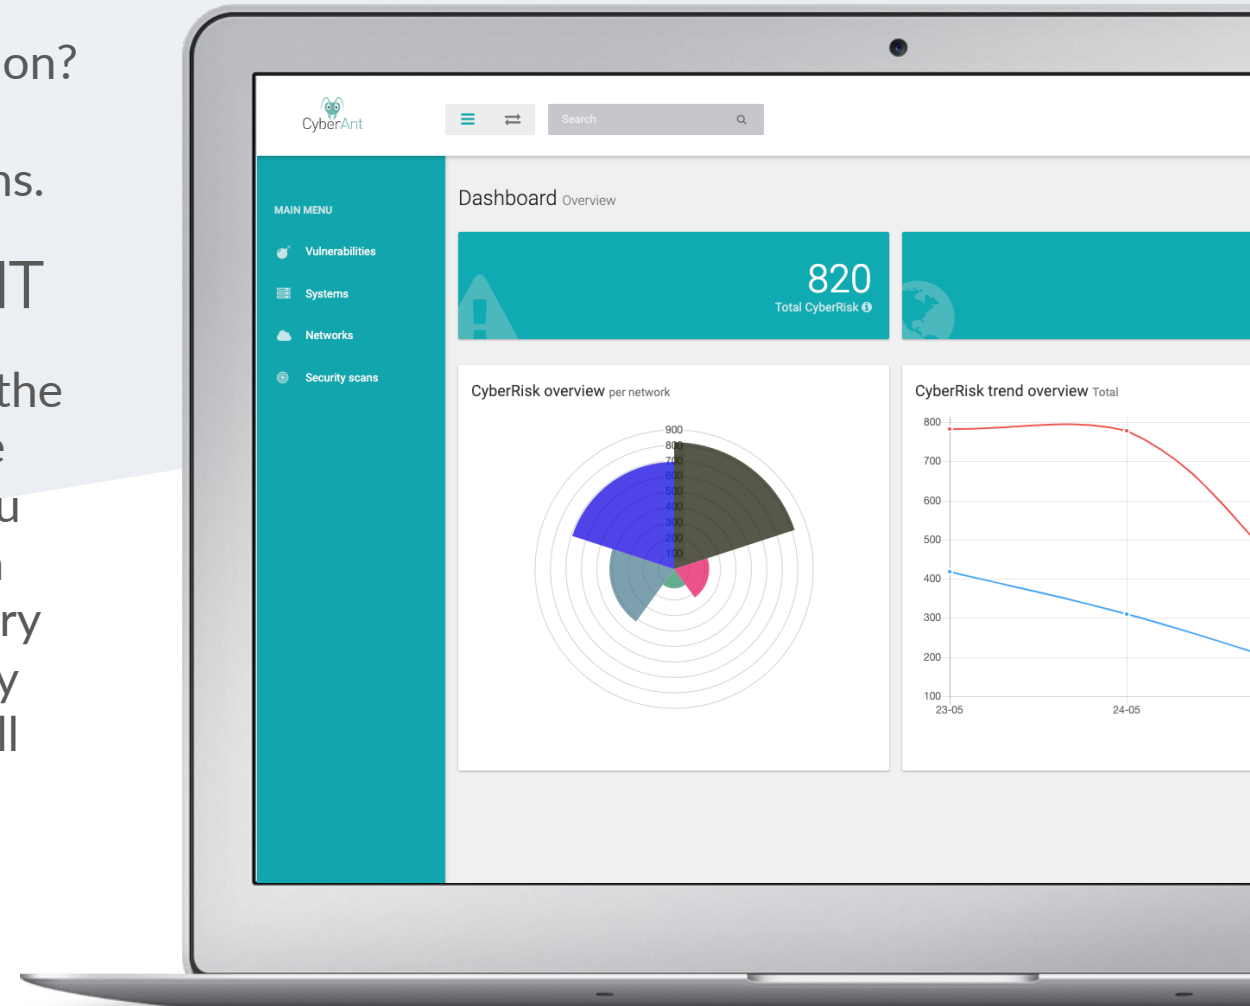 on?
ns.
IT
the
e
u
n
ry
y
ll
CyberAnt
Search
MAIN MENU
Vulnerabilities
Systems
Networks
Security scans
Dashboard Overview
820
Total CyberRisk
CyberRisk overview per network
900
800
700
600
500
400
300
200
100
CyberRisk trend overview Total
800
700
600
500
400
300
200
100
23-05
24-05